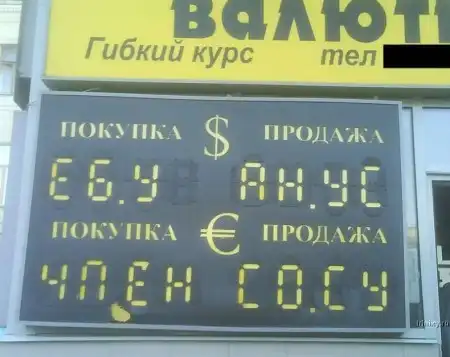 валют
Гибкий курс тел
ПОКУПКА $ ПРОДАЖА
ЕБ.У АН.УС
ПОКУПКА € ПРОДАЖА
ЧЛЕН СО.СУ